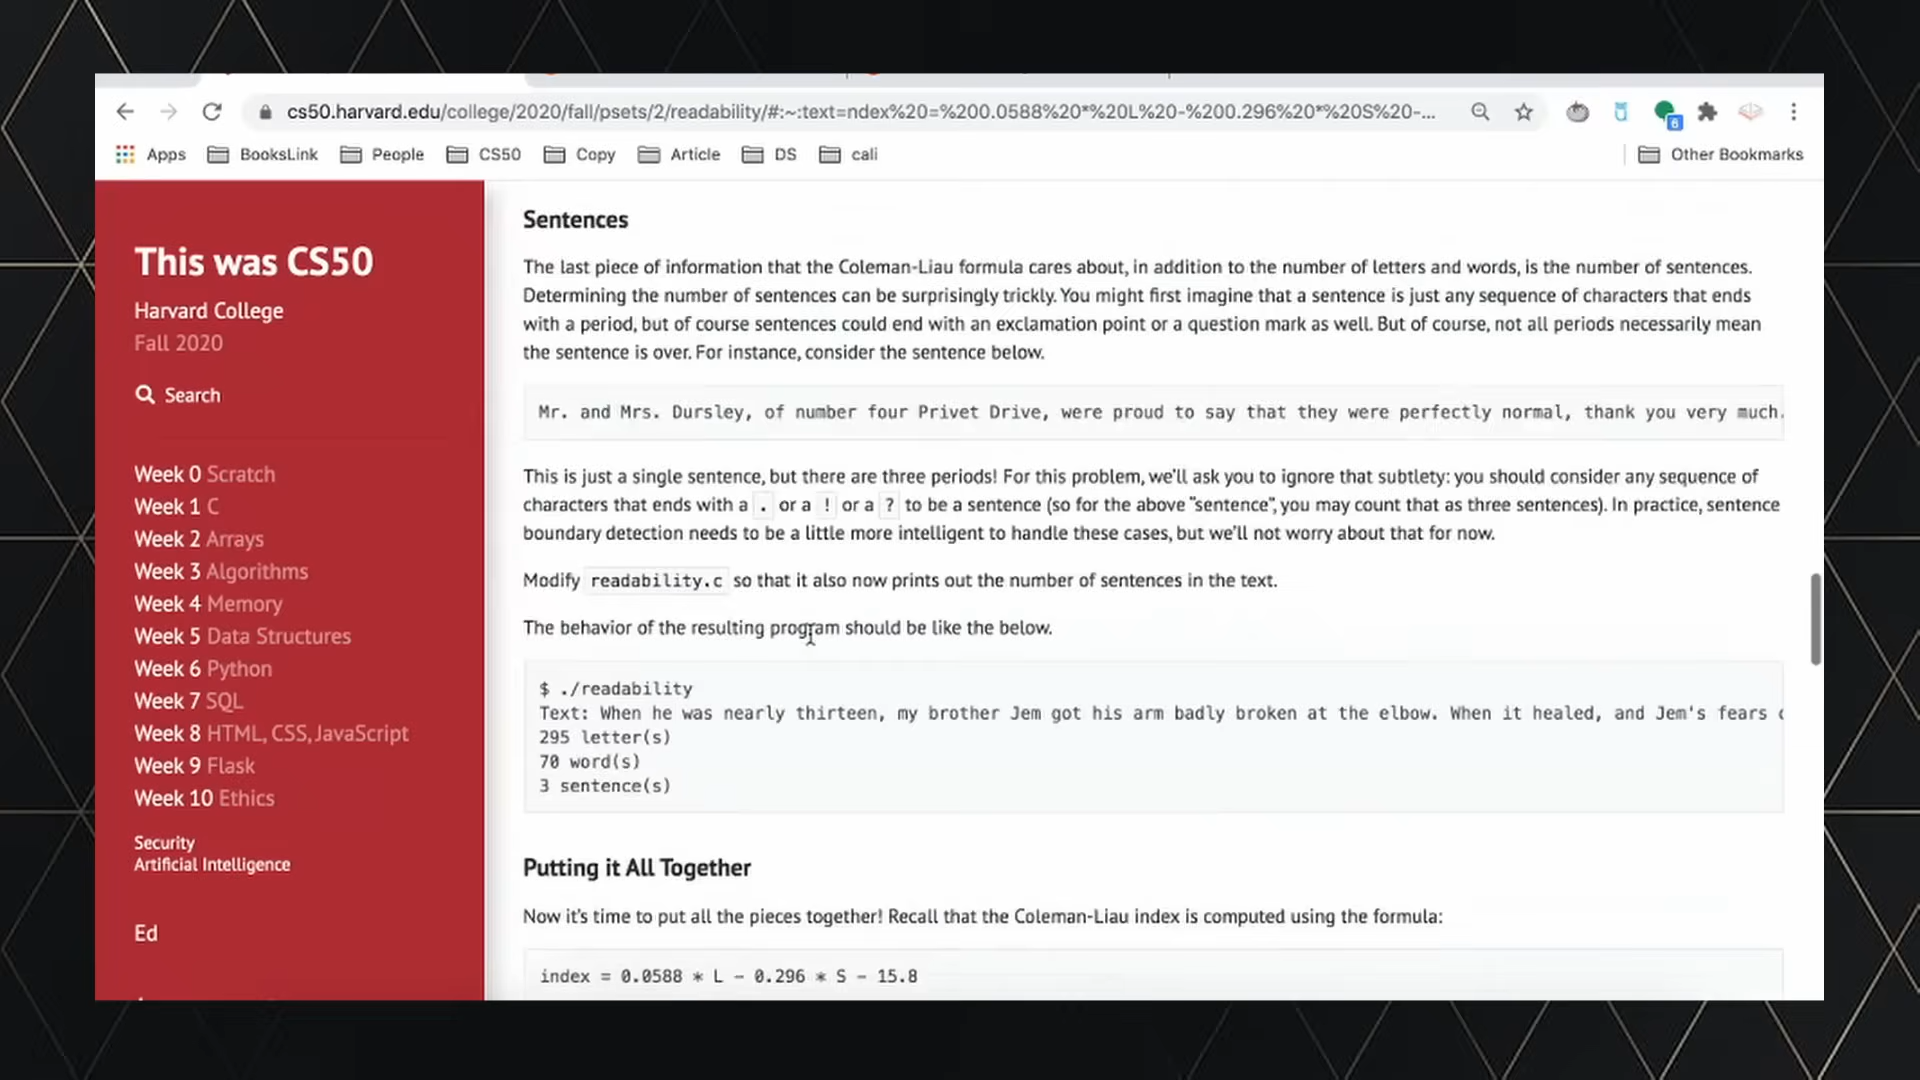 cs50.harvard.edu/college/2020/fall/psets/2/readability/#:~:text=ndex%20=%200.0588%20*%20L%20-%200.296%20*%20S%20-...
6
Apps BooksLink People CS50 Copy Article DS cali Other Bookmarks
This was CS50
Harvard College
Fall 2020
Search
Week 0 Scratch
Week 1 C
Week 2 Arrays
Week 3 Algorithms
Week 4 Memory
Week 5 Data Structures
Week 6 Python
Week 7 SQL
Week 8 HTML, CSS, JavaScript
Week 9 Flask
Week 10 Ethics
Security
Artificial Intelligence
Ed
Sentences
The last piece of information that the Coleman-Liau formula cares about, in addition to the number of letters and words, is the number of sentences.
Determining the number of sentences can be surprisingly trickly. You might first imagine that a sentence is just any sequence of characters that ends
with a period, but of course sentences could end with an exclamation point or a question mark as well. But of course, not all periods necessarily mean
the sentence is over. For instance, consider the sentence below.
Mr. and Mrs. Dursley, of number four Privet Drive, were proud to say that they were perfectly normal, thank you very much.
This is just a single sentence, but there are three periods! For this problem, we'll ask you to ignore that subtlety: you should consider any sequence of
characters that ends with a . or a ! or a ? to be a sentence (so for the above "sentence", you may count that as three sentences). In practice, sentence
boundary detection needs to be a little more intelligent to handle these cases, but we'll not worry about that for now.
Modify readability.c so that it also now prints out the number of sentences in the text.
The behavior of the resulting program should be like the below.
$ ./readability
Text: When he was nearly thirteen, my brother Jem got his arm badly broken at the elbow. When it healed, and Jem's fears
295 letter(s)
70 word(s)
3 sentence(s)
Putting it All Together
Now it's time to put all the pieces together! Recall that the Coleman-Liau index is computed using the formula:
index = 0.0588 * L - 0.296 * S - 15.8